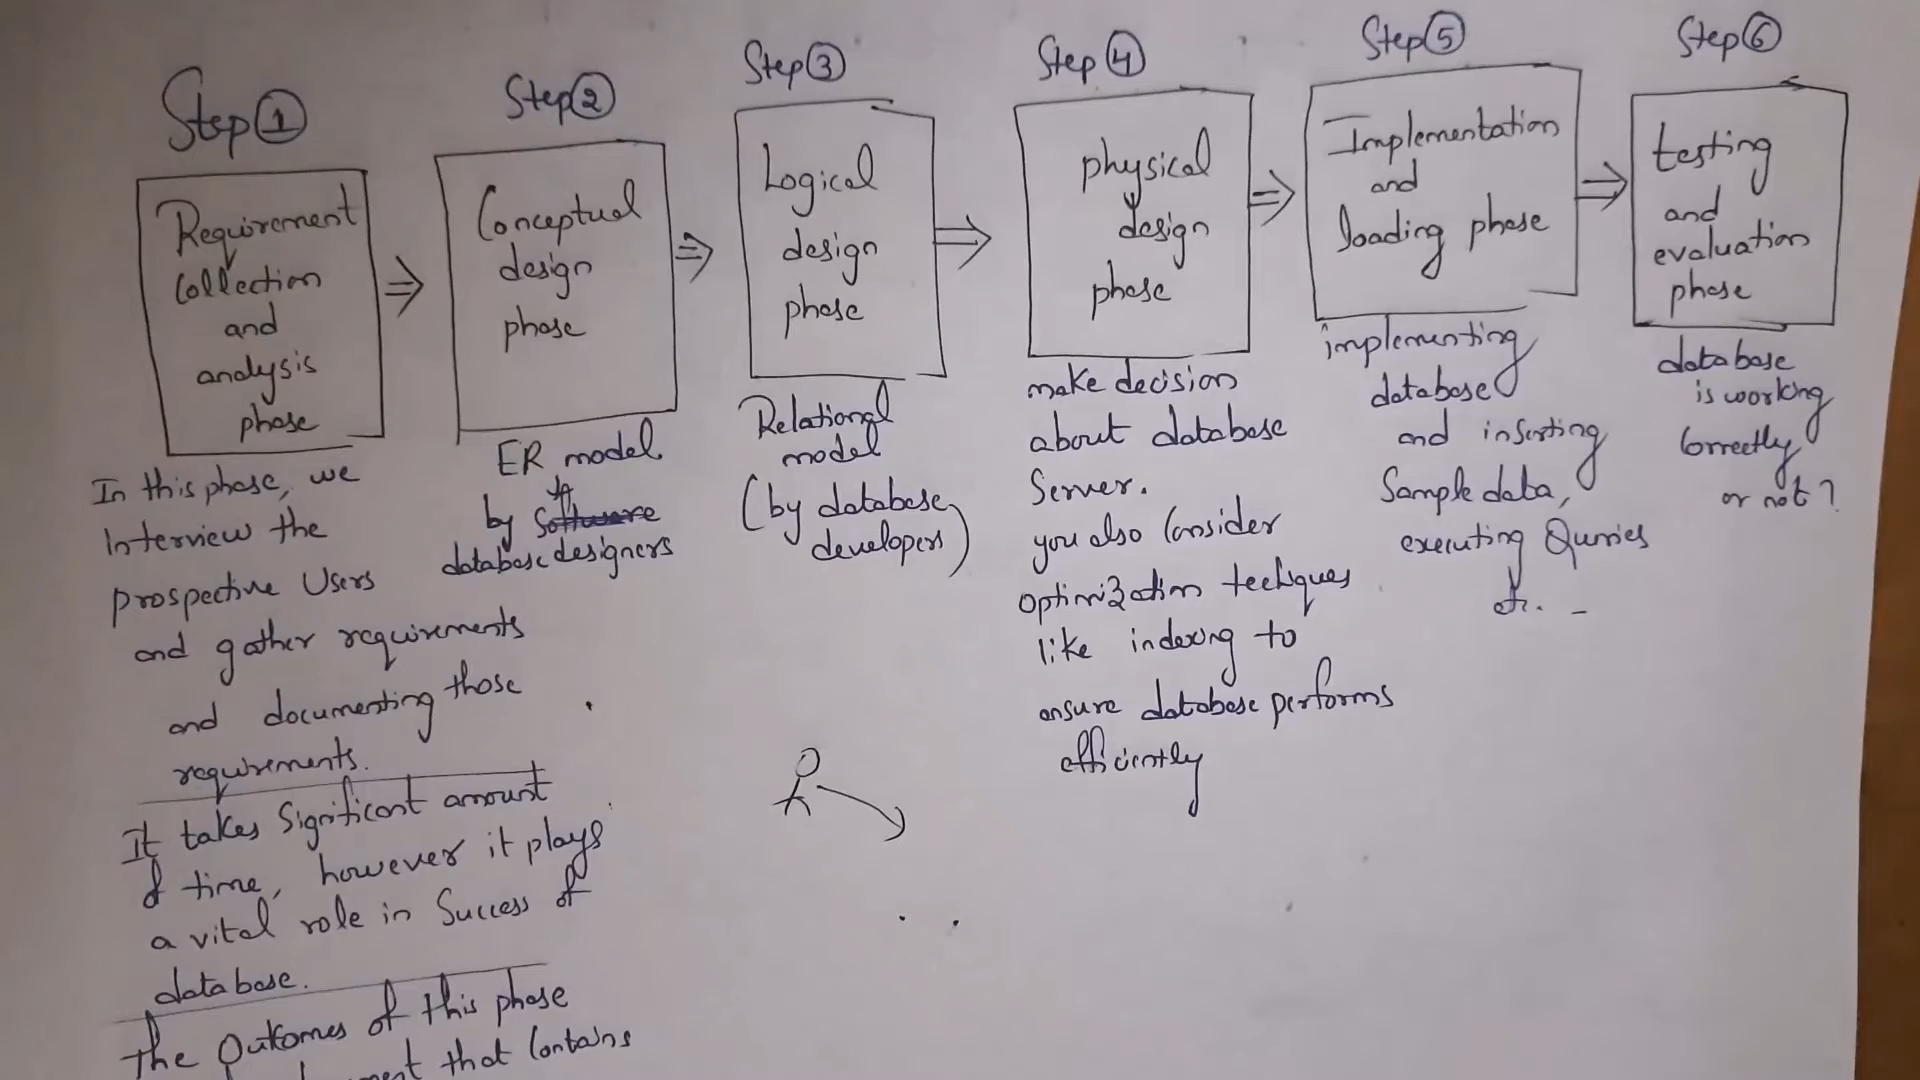 Step 1
Requirement
Collection
and
analysis
phase
In this phase, we
Interview the
prospective Users
and gather requirements
and documenting those
requirements.
It takes Significant amount
of time, however it plays
a vital role in Success of
database.
The Outcomes of this phase
that Contains
Step 2
Conceptual
design
phase
ER model
by Software
database designers
Step 3
Logical
design
phase
Relational
model
(by database
developers)
Step 4
physical
design
phase
make decision
about database
Server.
you also Consider
optimization techiques
like indexing to
ensure database performs
efficiently
Step 5
Implementation
and
loading phase
implementing
database
and inserting
Sample data,
executing Quries
etc. -
Step 6
testing
and
evaluation
phase
database
is working
Correctly
or not?